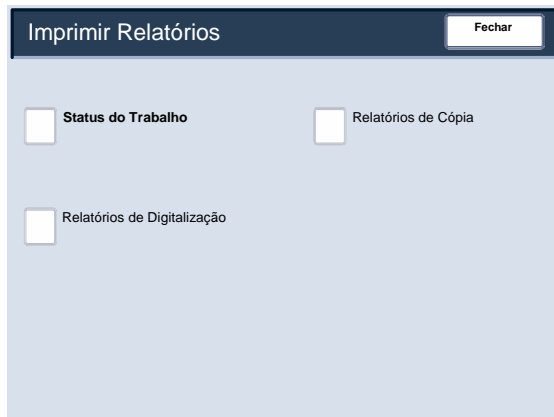 Imprimir Relatórios
Fechar
Status do Trabalho
Relatórios de Cópia
Relatórios de Digitalização